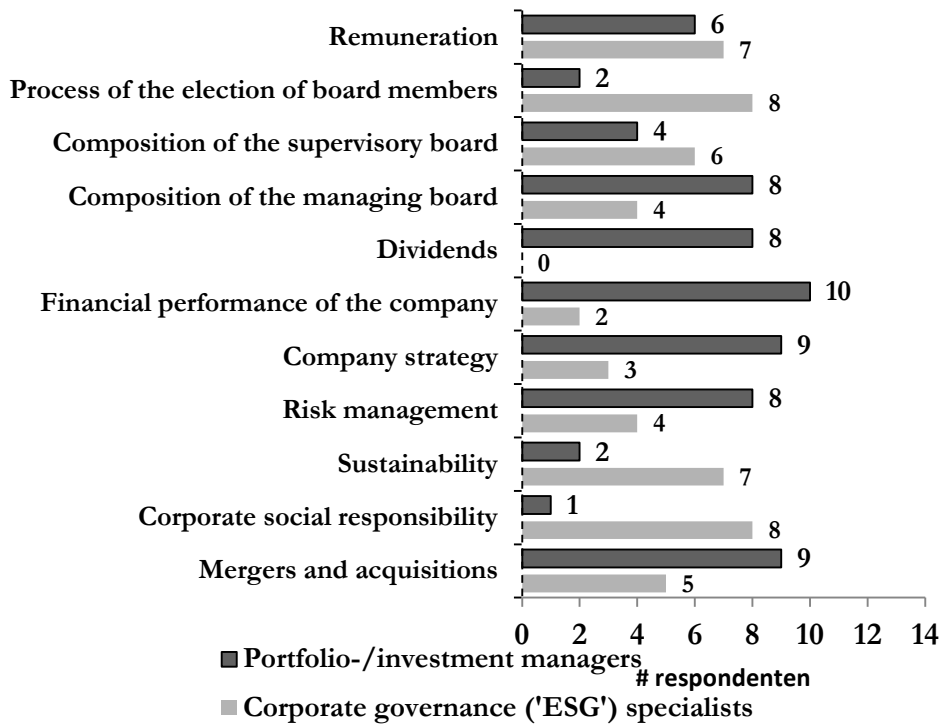 Remuneration
6
7
Process of the election of board members
2
8
Composition of the supervisory board
4
6
Composition of the managing board
8
4
Dividends
8
0
Financial performance of the company
10
2
Company strategy
9
3
Risk management
8
4
Sustainability
2
7
Corporate social responsibility
1
8
Mergers and acquisitions
9
5
0 2 4 6 8 10 12 14
Portfolio-/investment managers
# respondenten
Corporate governance ('ESG') specialists